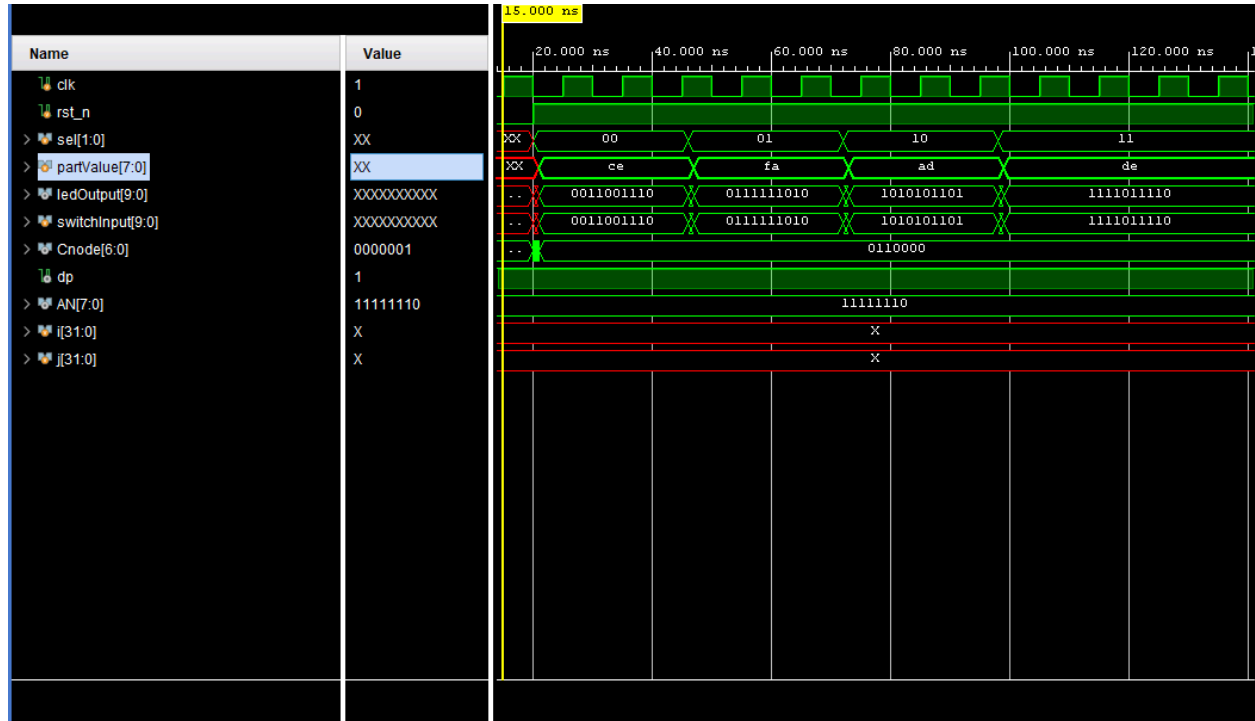 15.000 ns
Name Value
20.000 ns 40.000 ns 60.000 ns 80.000 ns 100.000 ns 120.000 ns
clk 1
rst_n 0
sel[1:0] XX XX 00 01 10 11
partValue[7:0] XX XX ce fa ad de
ledOutput[9:0] XXXXXXXXXX .. 0011001110 0111111010 1010101101 1111011110
switchInput[9:0] XXXXXXXXXX .. 0011001110 0111111010 1010101101 1111011110
Cnode[6:0] 0000001 .. 0110000
dp 1
AN[7:0] 11111110 11111110
i[31:0] X X
j[31:0] X X